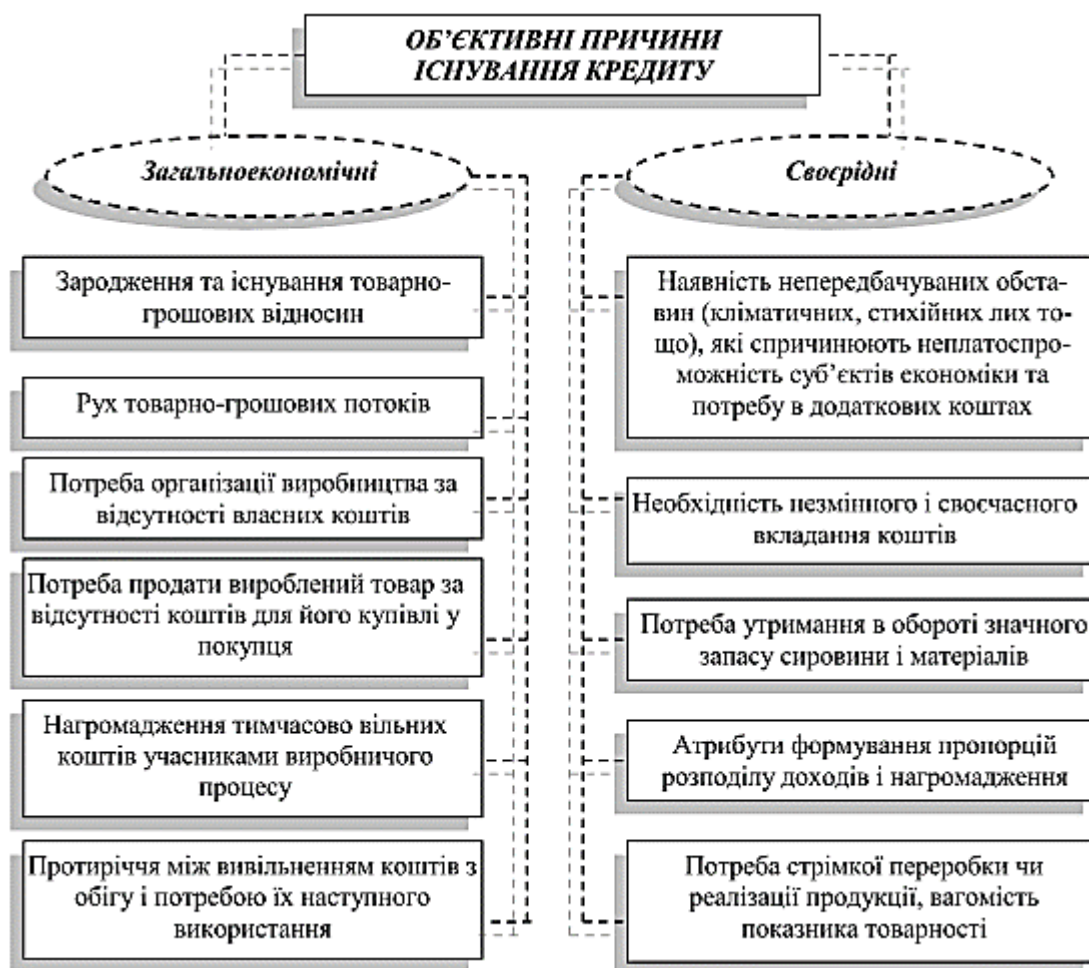 ОБ’ЄКТИВНІ ПРИЧИНИ
ІСНУВАННЯ КРЕДИТУ
Загальноекономічні
Зародження та існування товарно-
грошових відносин
Рух товарно-грошових потоків
Потреба організації виробництва за
відсутності власних коштів
Потреба продати вироблений товар за
відсутності коштів для його купівлі у
покупця
Нагромадження тимчасово вільних
коштів учасниками виробничого
процесу
Протиріччя між вивільненням коштів з
обігу і потребою їх наступного
використання
Своєрідні
Наявність непередбачуваних обста-
вин (кліматичних, стихійних лих то-
що), які спричинюють неплатоспро-
можність суб’єктів економіки та
потребу в додаткових коштах
Необхідність незмінного і своєчасного
вкладання коштів
Потреба утримання в обороті значного
запасу сировини і матеріалів
Атрибути формування пропорцій
розподілу доходів і нагромадження
Потреба стрімкої переробки чи
реалізації продукції, вагомість
показника товарності